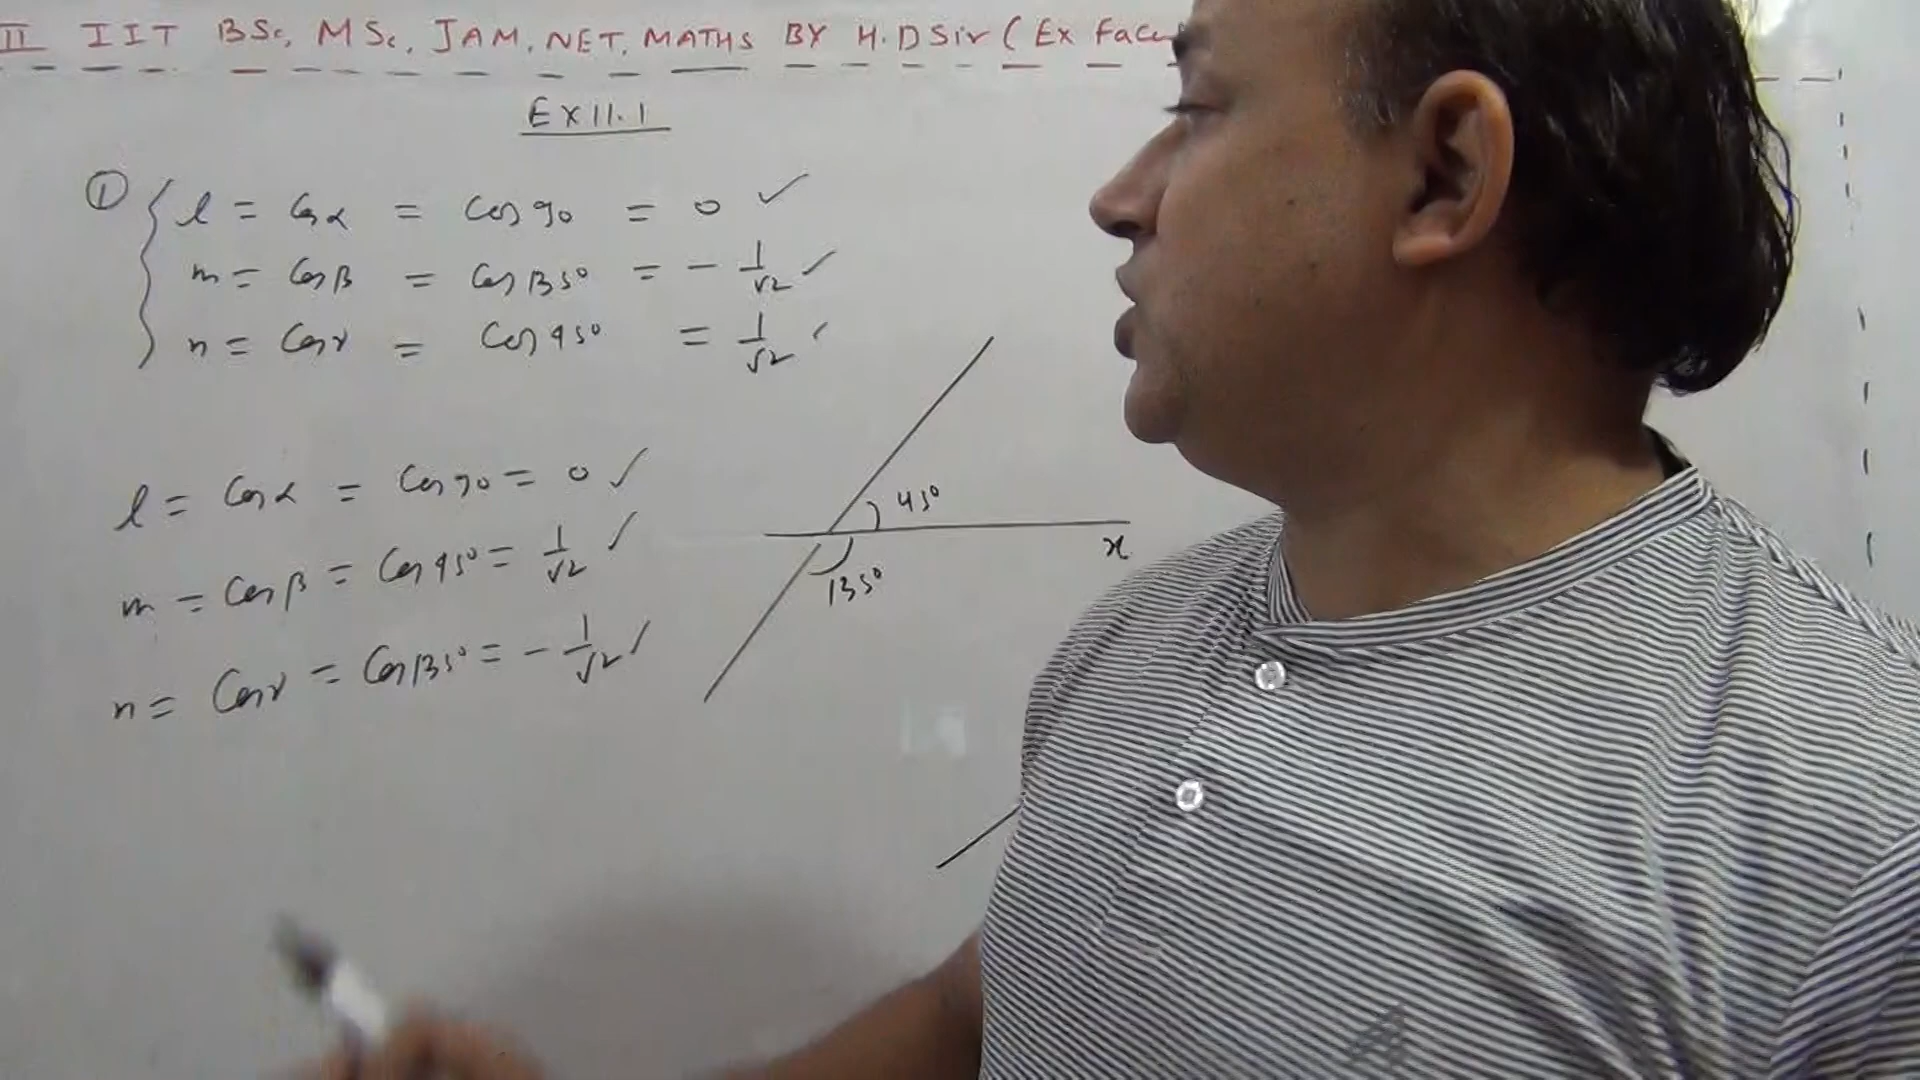 II IIT BSc, MSc, JAM, NET, MATHS BY H.D Sir (Ex Facu
EX 11.1
① l = Cos α = Cos 90 = 0 ✓
m = Cos β = Cos 135° = - 1/√2 ✓
n = Cos γ = Cos 45° = 1/√2 ✓
l = Cos α = Cos 90 = 0 ✓
m = Cos β = Cos 45° = 1/√2 ✓
n = Cos γ = Cos 135° = - 1/√2 ✓
45°
x
135°